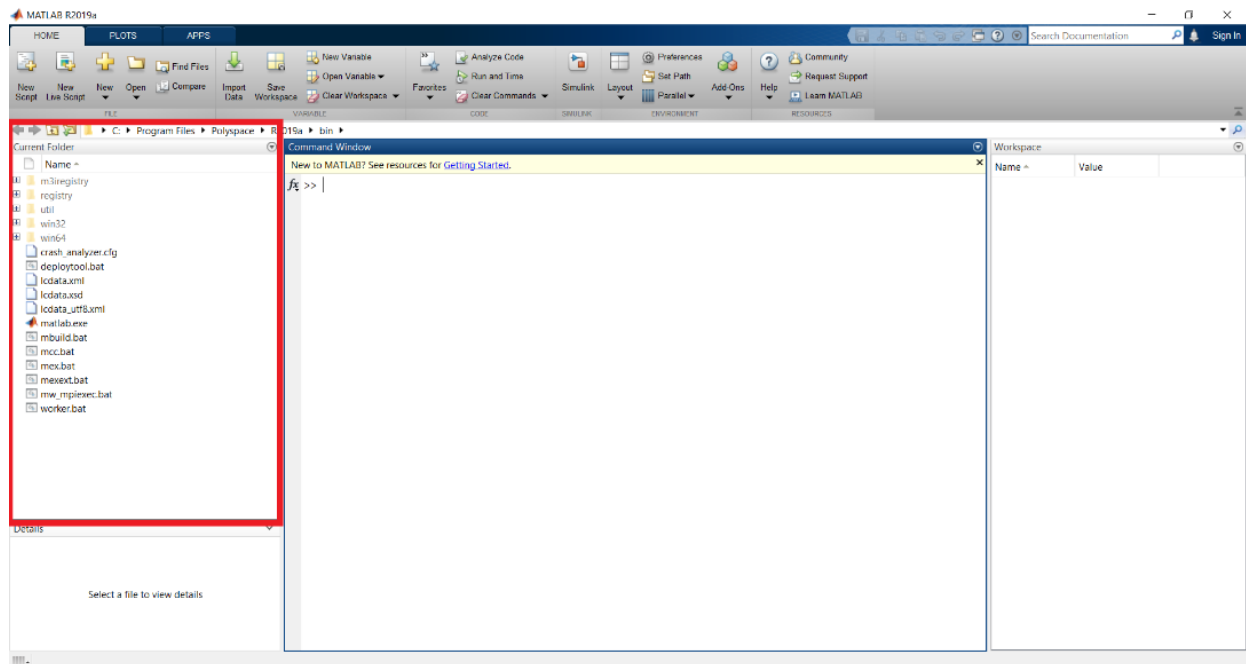 MATLAB R2019a
HOME PLOTS APPS
Search Documentation Sign In
New Script
New Live Script
New
Open
Find Files
Compare
Import Data
Save Workspace
New Variable
Open Variable
Clear Workspace
Favorites
Analyze Code
Run and Time
Clear Commands
Simulink
Layout
Preferences
Set Path
Parallel
Add-Ons
Help
Community
Request Support
Learn MATLAB
FILE VARIABLE CODE SIMULINK ENVIRONMENT RESOURCES
C: Program Files Polyspace R2019a bin
Current Folder
Name
m3iregistry
registry
util
win32
win64
crash_analyzer.cfg
deploytool.bat
lcdata.xml
lcdata.xsd
lcdata_utf8.xml
matlab.exe
mbuild.bat
mcc.bat
mex.bat
mexext.bat
mw_mpiexec.bat
worker.bat
Details
Select a file to view details
Command Window
New to MATLAB? See resources for Getting Started.
fx >>
Workspace
Name Value